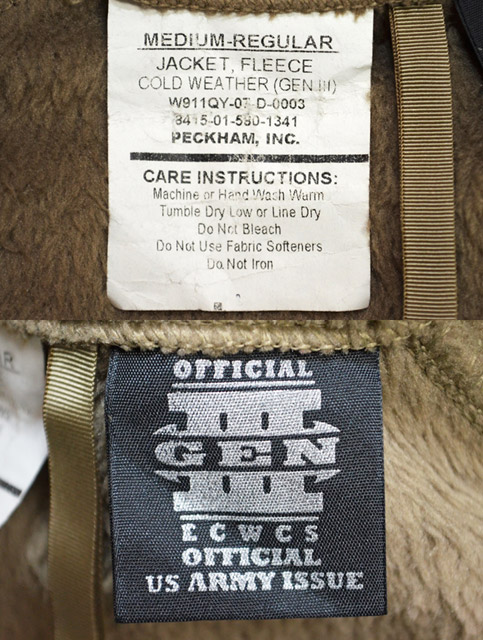 MEDIUM-REGULAR
JACKET, FLEECE
COLD WEATHER (GEN III)
W911QY-07-D-0003
8415-01-580-1341
PECKHAM, INC.
CARE INSTRUCTIONS:
Machine or Hand Wash Warm
Tumble Dry Low or Line Dry
Do Not Bleach
Do Not Use Fabric Softeners
Do Not Iron
OFFICIAL
III
GEN
ECWCS
OFFICIAL
US ARMY ISSUE